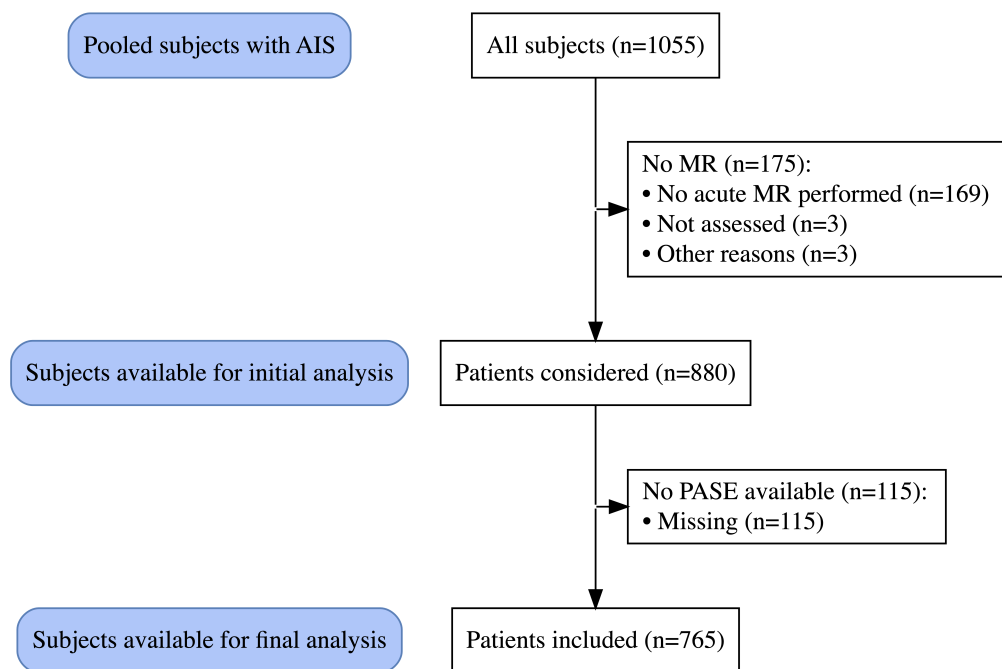 Pooled subjects with AIS
All subjects (n=1055)
No MR (n=175):
• No acute MR performed (n=169)
• Not assessed (n=3)
• Other reasons (n=3)
Subjects available for initial analysis
Patients considered (n=880)
No PASE available (n=115):
• Missing (n=115)
Subjects available for final analysis
Patients included (n=765)